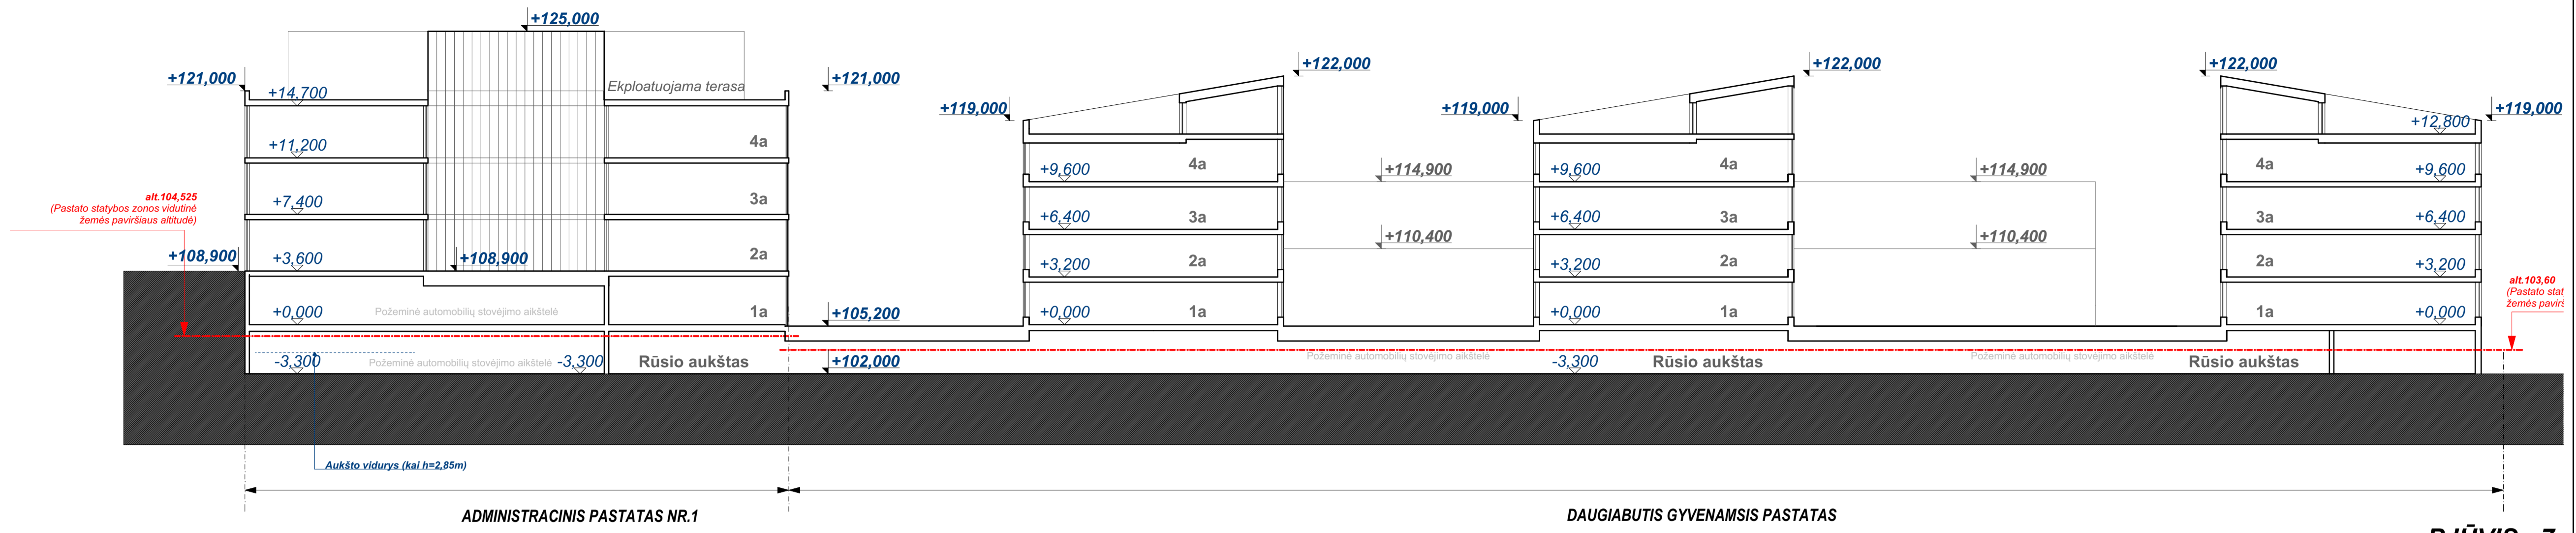 +125,000
+122,000
+122,000
+122,000
+121,000
+121,000
+14,700
Ekploatuojama terasa
+119,000
+119,000
+119,000
+12,800
4a
+11,200
+9,600
4a
+114,900
+9,600
4a
+114,900
4a
+9,600
alt.104,525
(Pastato statybos zonos vidutinė
žemės paviršiaus altitudė)
+7,400
3a
+6,400
3a
+6,400
3a
3a
+6,400
+110,400
+110,400
+108,900
+3,600
+108,900
2a
+3,200
2a
+3,200
2a
2a
+3,200
alt.103,60
(Pastato stat
žemės pavirš
+0,000
Požeminė automobilių stovėjimo aikštelė
1a
+105,200
+0,000
1a
+0,000
1a
1a
+0,000
-3,300
Požeminė automobilių stovėjimo aikštelė
-3,300
Rūsio aukštas
+102,000
Požeminė automobilių stovėjimo aikštelė
-3,300
Rūsio aukštas
Požeminė automobilių stovėjimo aikštelė
Rūsio aukštas
Aukšto vidurys (kai h=2,85m)
ADMINISTRACINIS PASTATAS NR.1
DAUGIABUTIS GYVENAMSIS PASTATAS